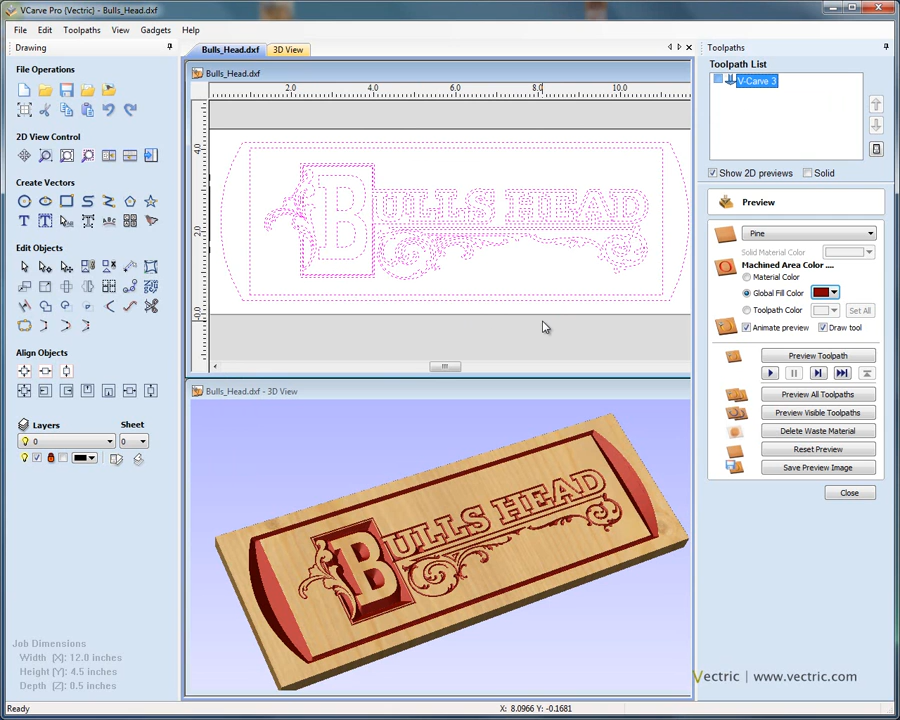 VCarve Pro {Vectric} - Bulls_Head.dxf
File Edit Toolpaths View Gadgets Help
Drawing
File Operations
2D View Control
Create Vectors
Edit Objects
Align Objects
Layers Sheet
0 0
Job Dimensions
Width (X): 12.0 inches
Height (Y): 4.5 inches
Depth (Z): 0.5 inches
Ready
Bulls_Head.dxf 3D View
Bulls_Head.dxf
2.0 4.0 6.0 8.0 10.0
4.0
2.0
-0.0
BULLS HEAD
Bulls_Head.dxf - 3D View
BULLS HEAD
X: 8.0966 Y: -0.1681
Toolpaths
Toolpath List
V-Carve 3
Show 2D previews Solid
Preview
Pine
Solid Material Color
Machined Area Color ....
Material Color
Global Fill Color
Toolpath Color Set All
Animate preview Draw tool
Preview Toolpath
Preview All Toolpaths
Preview Visible Toolpaths
Delete Waste Material
Reset Preview
Save Preview Image
Close
Vectric | www.vectric.com